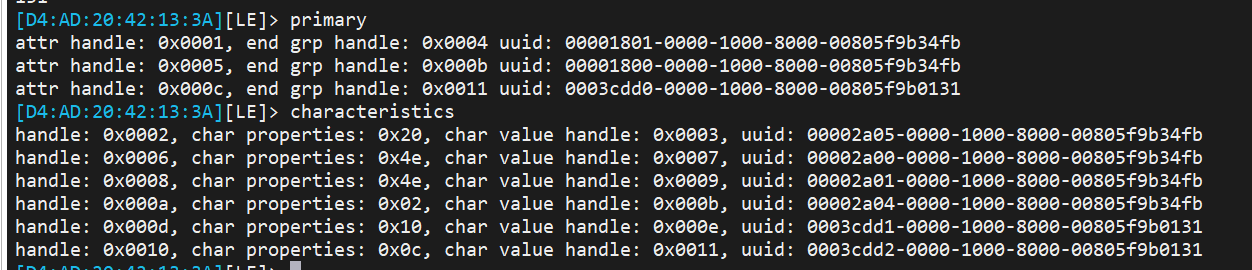 [D4:AD:20:42:13:3A][LE]> primary
attr handle: 0x0001, end grp handle: 0x0004 uuid: 00001801-0000-1000-8000-00805f9b34fb
attr handle: 0x0005, end grp handle: 0x000b uuid: 00001800-0000-1000-8000-00805f9b34fb
attr handle: 0x000c, end grp handle: 0x0011 uuid: 0003cdd0-0000-1000-8000-00805f9b0131
[D4:AD:20:42:13:3A][LE]> characteristics
handle: 0x0002, char properties: 0x20, char value handle: 0x0003, uuid: 00002a05-0000-1000-8000-00805f9b34fb
handle: 0x0006, char properties: 0x4e, char value handle: 0x0007, uuid: 00002a00-0000-1000-8000-00805f9b34fb
handle: 0x0008, char properties: 0x4e, char value handle: 0x0009, uuid: 00002a01-0000-1000-8000-00805f9b34fb
handle: 0x000a, char properties: 0x02, char value handle: 0x000b, uuid: 00002a04-0000-1000-8000-00805f9b34fb
handle: 0x000d, char properties: 0x10, char value handle: 0x000e, uuid: 0003cdd1-0000-1000-8000-00805f9b0131
handle: 0x0010, char properties: 0x0c, char value handle: 0x0011, uuid: 0003cdd2-0000-1000-8000-00805f9b0131
[D4:AD:20:42:13:3A][LE]>